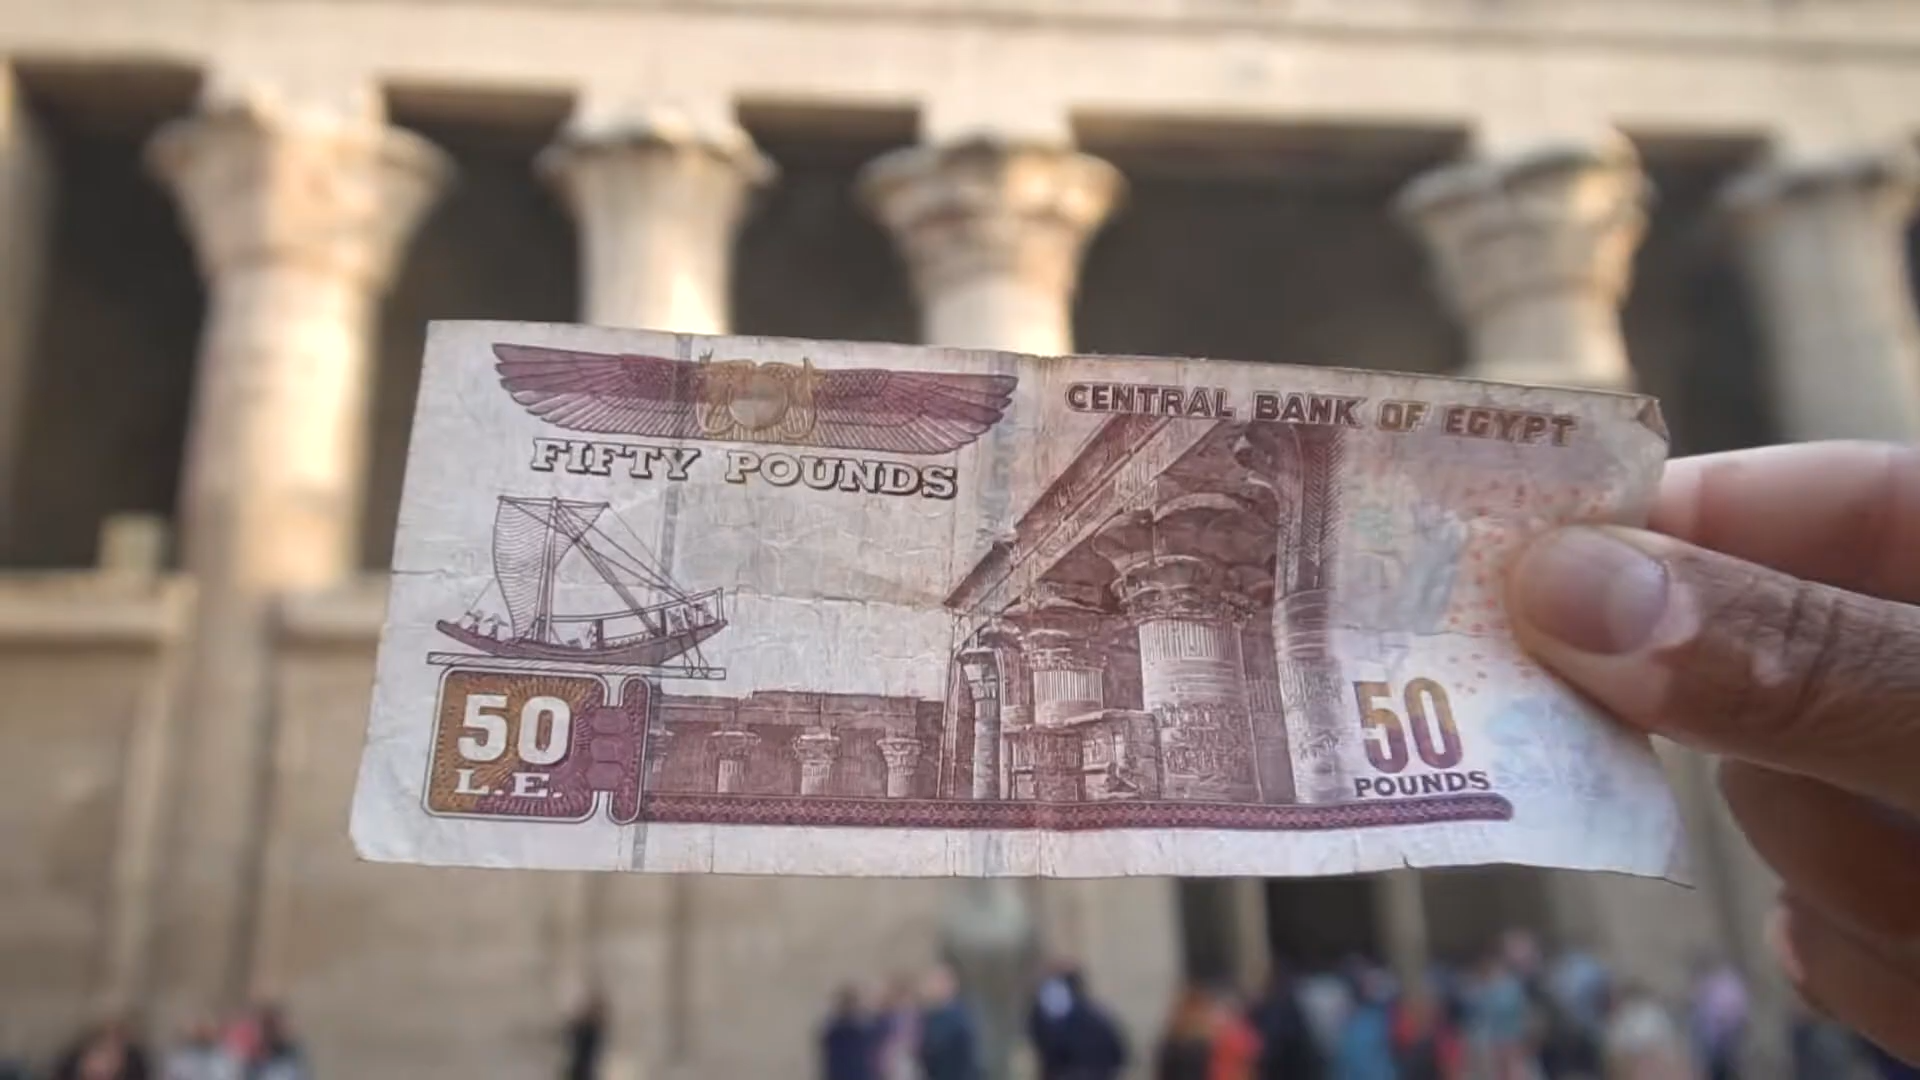 CENTRAL BANK OF EGYPT
FIFTY POUNDS
50
L.E.
50
POUNDS